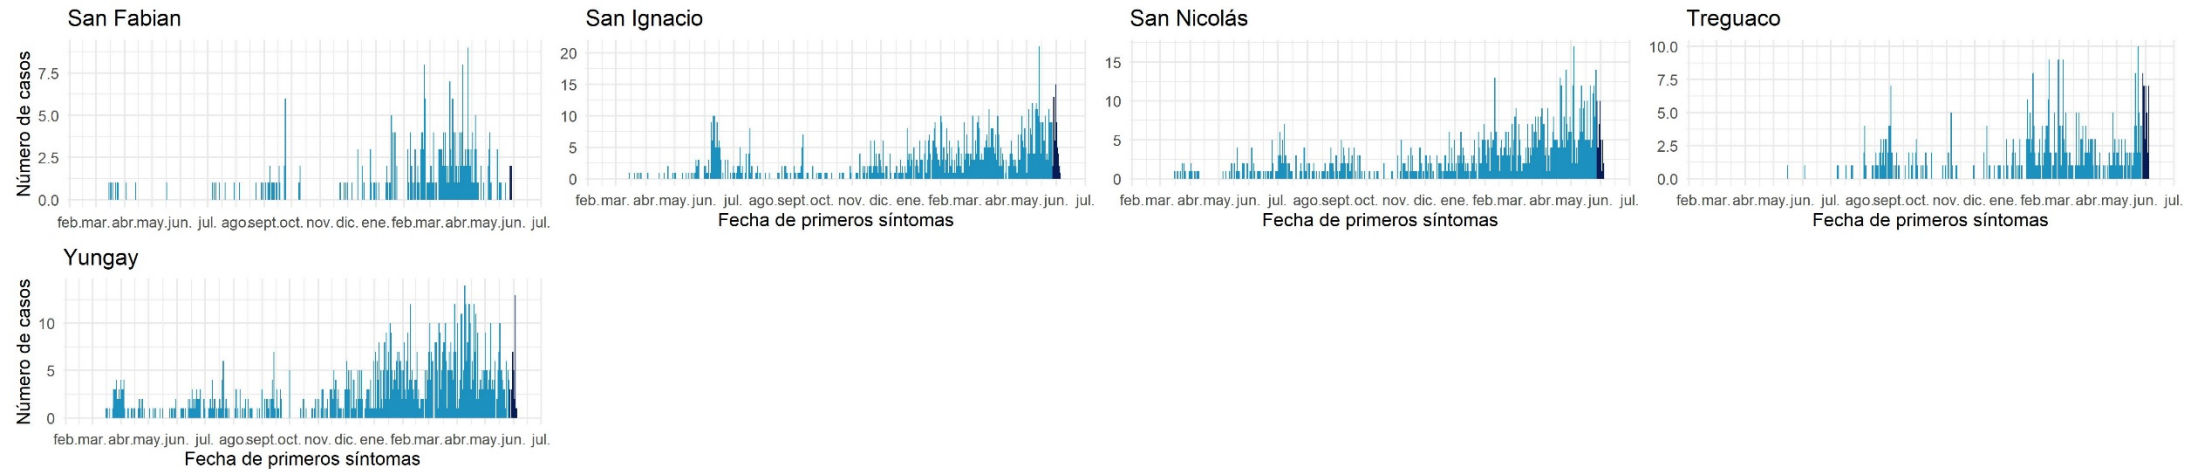 San Fabian
San Ignacio
San Nicolás
Treguaco
Número de casos
7.5
5.0
2.5
0.0
20
15
10
5
0
15
10
5
0
10.0
7.5
5.0
2.5
0.0
feb.mar. abr.may.jun. jul. ago.sept.oct. nov. dic. ene. feb.mar. abr.may. jun. jul.
feb.mar. abr.may.jun. jul. ago.sept.oct. nov. dic. ene. feb.mar. abr.may.jun. jul.
feb.mar. abr.may.jun. jul. ago.sept.oct. nov. dic. ene. feb.mar. abr.may.jun. jul.
feb.mar. abr.may.jun. jul. ago.sept.oct. nov. dic. ene. feb.mar. abr.may.jun. jul.
Fecha de primeros síntomas
Fecha de primeros síntomas
Fecha de primeros síntomas
Yungay
Número de casos
10
5
0
feb.mar. abr.may.jun. jul. ago.sept.oct. nov. dic. ene. feb.mar. abr.may. jun. jul.
Fecha de primeros síntomas